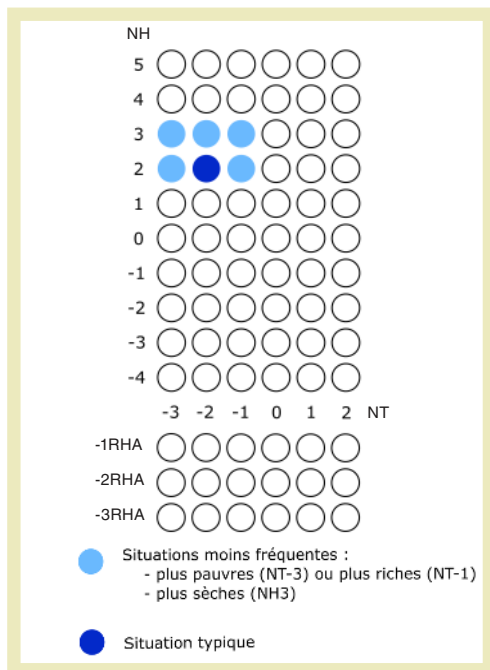 NH
5
4
3
2
1
0
-1
-2
-3
-4
-3 -2 -1 0 1 2 NT
-1RHA
-2RHA
-3RHA
Situations moins fréquentes :
- plus pauvres (NT-3) ou plus riches (NT-1)
- plus sèches (NH3)
Situation typique